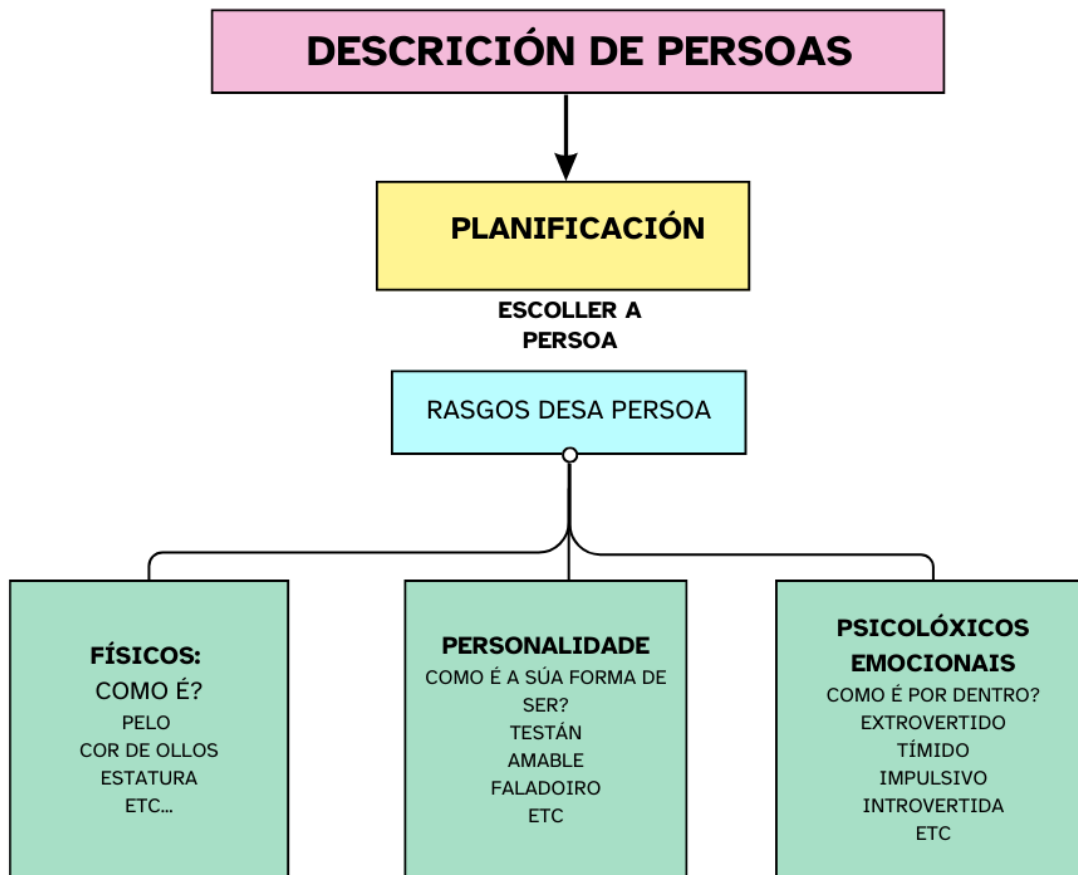 DESCRICIÓN DE PERSOAS
PLANIFICACIÓN
ESCOLLER A
PERSOA
RASGOS DESA PERSOA
FÍSICOS:
COMO É?
PELO
COR DE OLLOS
ESTATURA
ETC...
PERSONALIDADE
COMO É A SÚA FORMA DE
SER?
TESTÁN
AMABLE
FALADOIRO
ETC
PSICOLÓXICOS
EMOCIONAIS
COMO É POR DENTRO?
EXTROVERTIDO
TÍMIDO
IMPULSIVO
INTROVERTIDA
ETC